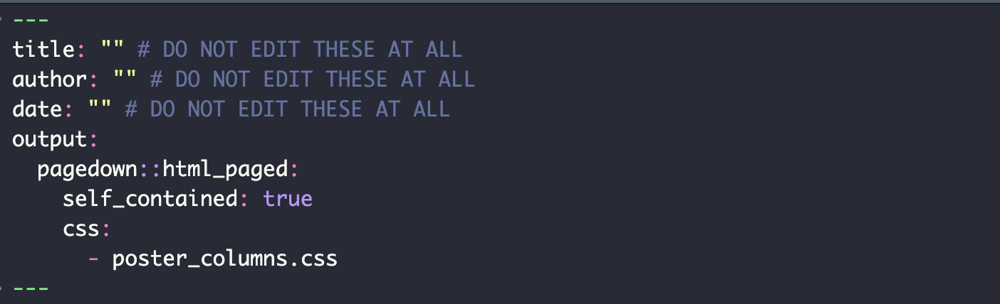 ---
title: "" # DO NOT EDIT THESE AT ALL
author: "" # DO NOT EDIT THESE AT ALL
date: "" # DO NOT EDIT THESE AT ALL
output:
  pagedown::html_paged:
    self_contained: true
    css:
      - poster_columns.css
---